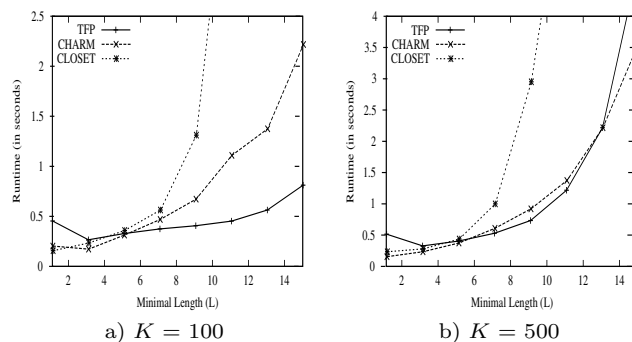 2.5
2
1.5
1
0.5
0
2 4 6 8 10 12 14
Runtime (in seconds)
Minimal Length (L)
TFP
CHARM
CLOSET
a) K = 100
4
3.5
3
2.5
2
1.5
1
0.5
0
2 4 6 8 10 12 14
Runtime (in seconds)
Minimal Length (L)
TFP
CHARM
CLOSET
b) K = 500